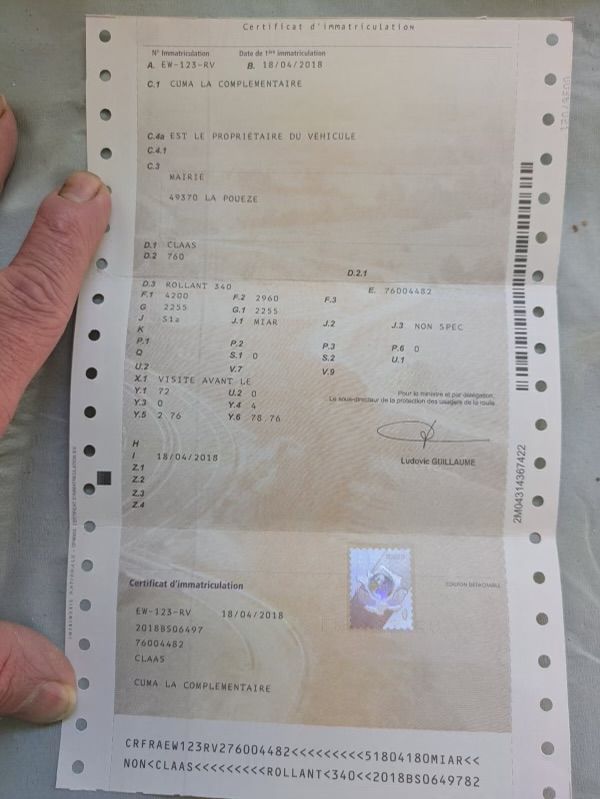 Certificat d'immatriculation
N° Immatriculation Date de 1ère immatriculation
A. EW-123-RV B. 18/04/2018
C.1 CUMA LA COMPLEMENTAIRE
C.4a EST LE PROPRIÉTAIRE DU VÉHICULE
C.4.1
C.3
MAIRIE
49370 LA POUEZE
D.1 CLAAS
D.2 760
D.2.1
D.3 ROLLANT 340
E. 76004482
F.1 4200 F.2 2960 F.3
G 2255 G.1 2255
J S1a J.1 MIAR J.2 J.3 NON SPEC
K
P.1 P.2 P.3 P.6 0
Q S.1 0 S.2 U.1
U.2 V.7 V.9
X.1 VISITE AVANT LE
Y.1 72 U.2 0
Y.3 0 Y.4 4
Y.5 2.76 Y.6 78.76
Pour le ministre et par délégation,
Le sous-directeur de la protection des usagers de la route
Ludovic GUILLAUME
H
I 18/04/2018
Z.1
Z.2
Z.3
Z.4
2M04314367422
Certificat d'immatriculation
COUPON DÉTACHABLE
EW-123-RV 18/04/2018
2018BS06497
76004482
CLAAS
CUMA LA COMPLEMENTAIRE
CRFRAEW123RV276004482<<<<<<<<<51804180MIAR<<
NON<CLAAS<<<<<<<<<ROLLANT<340<<2018BS0649782